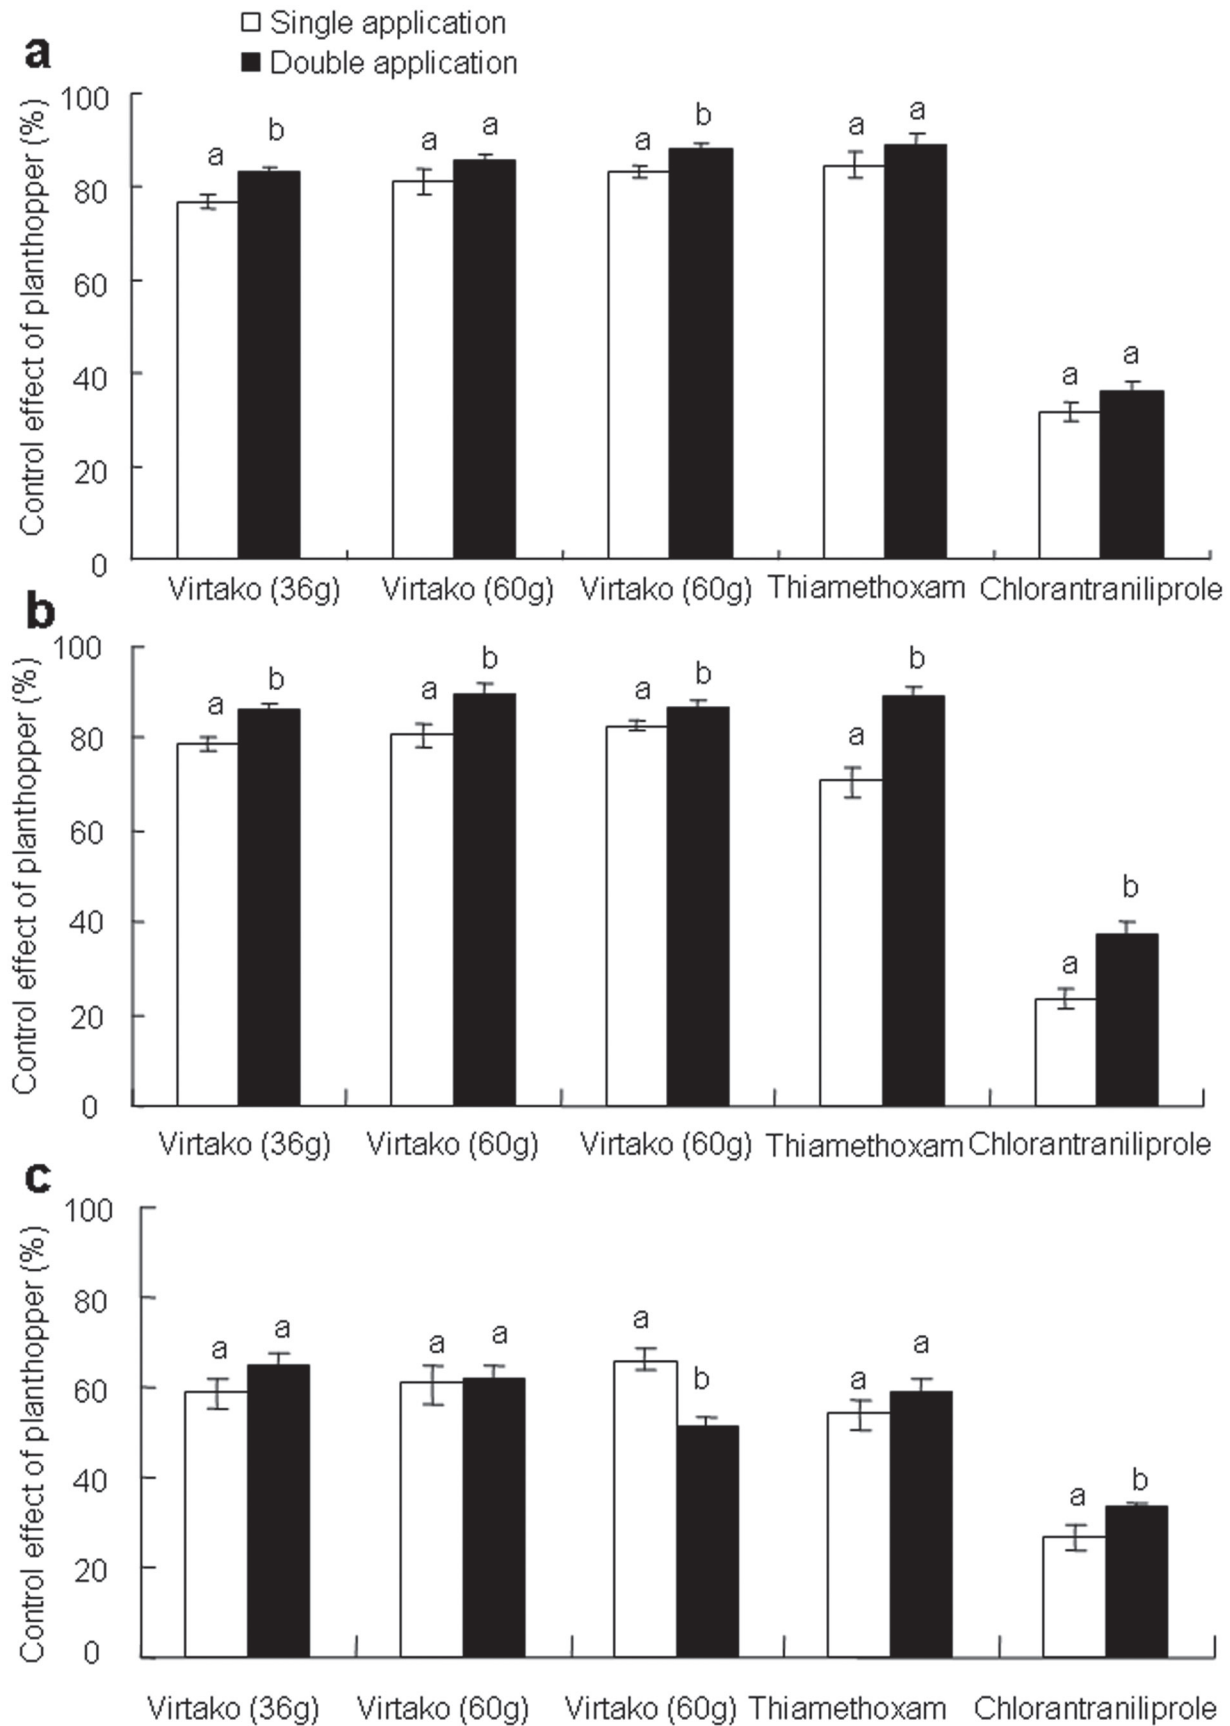 Single application
a
Double application
100
80
60
40
20
0
Control effect of planthopper (%)
a b a a a b a a a a
Virtako (36g) Virtako (60g) Virtako (60g) Thiamethoxam Chlorantraniliprole
b
100
80
60
40
20
0
Control effect of planthopper (%)
a b a b a b a b a b
Virtako (36g) Virtako (60g) Virtako (60g) Thiamethoxam Chlorantraniliprole
c
100
80
60
40
20
0
Control effect of planthopper (%)
a a a a a b a a a b
Virtako (36g) Virtako (60g) Virtako (60g) Thiamethoxam Chlorantraniliprole